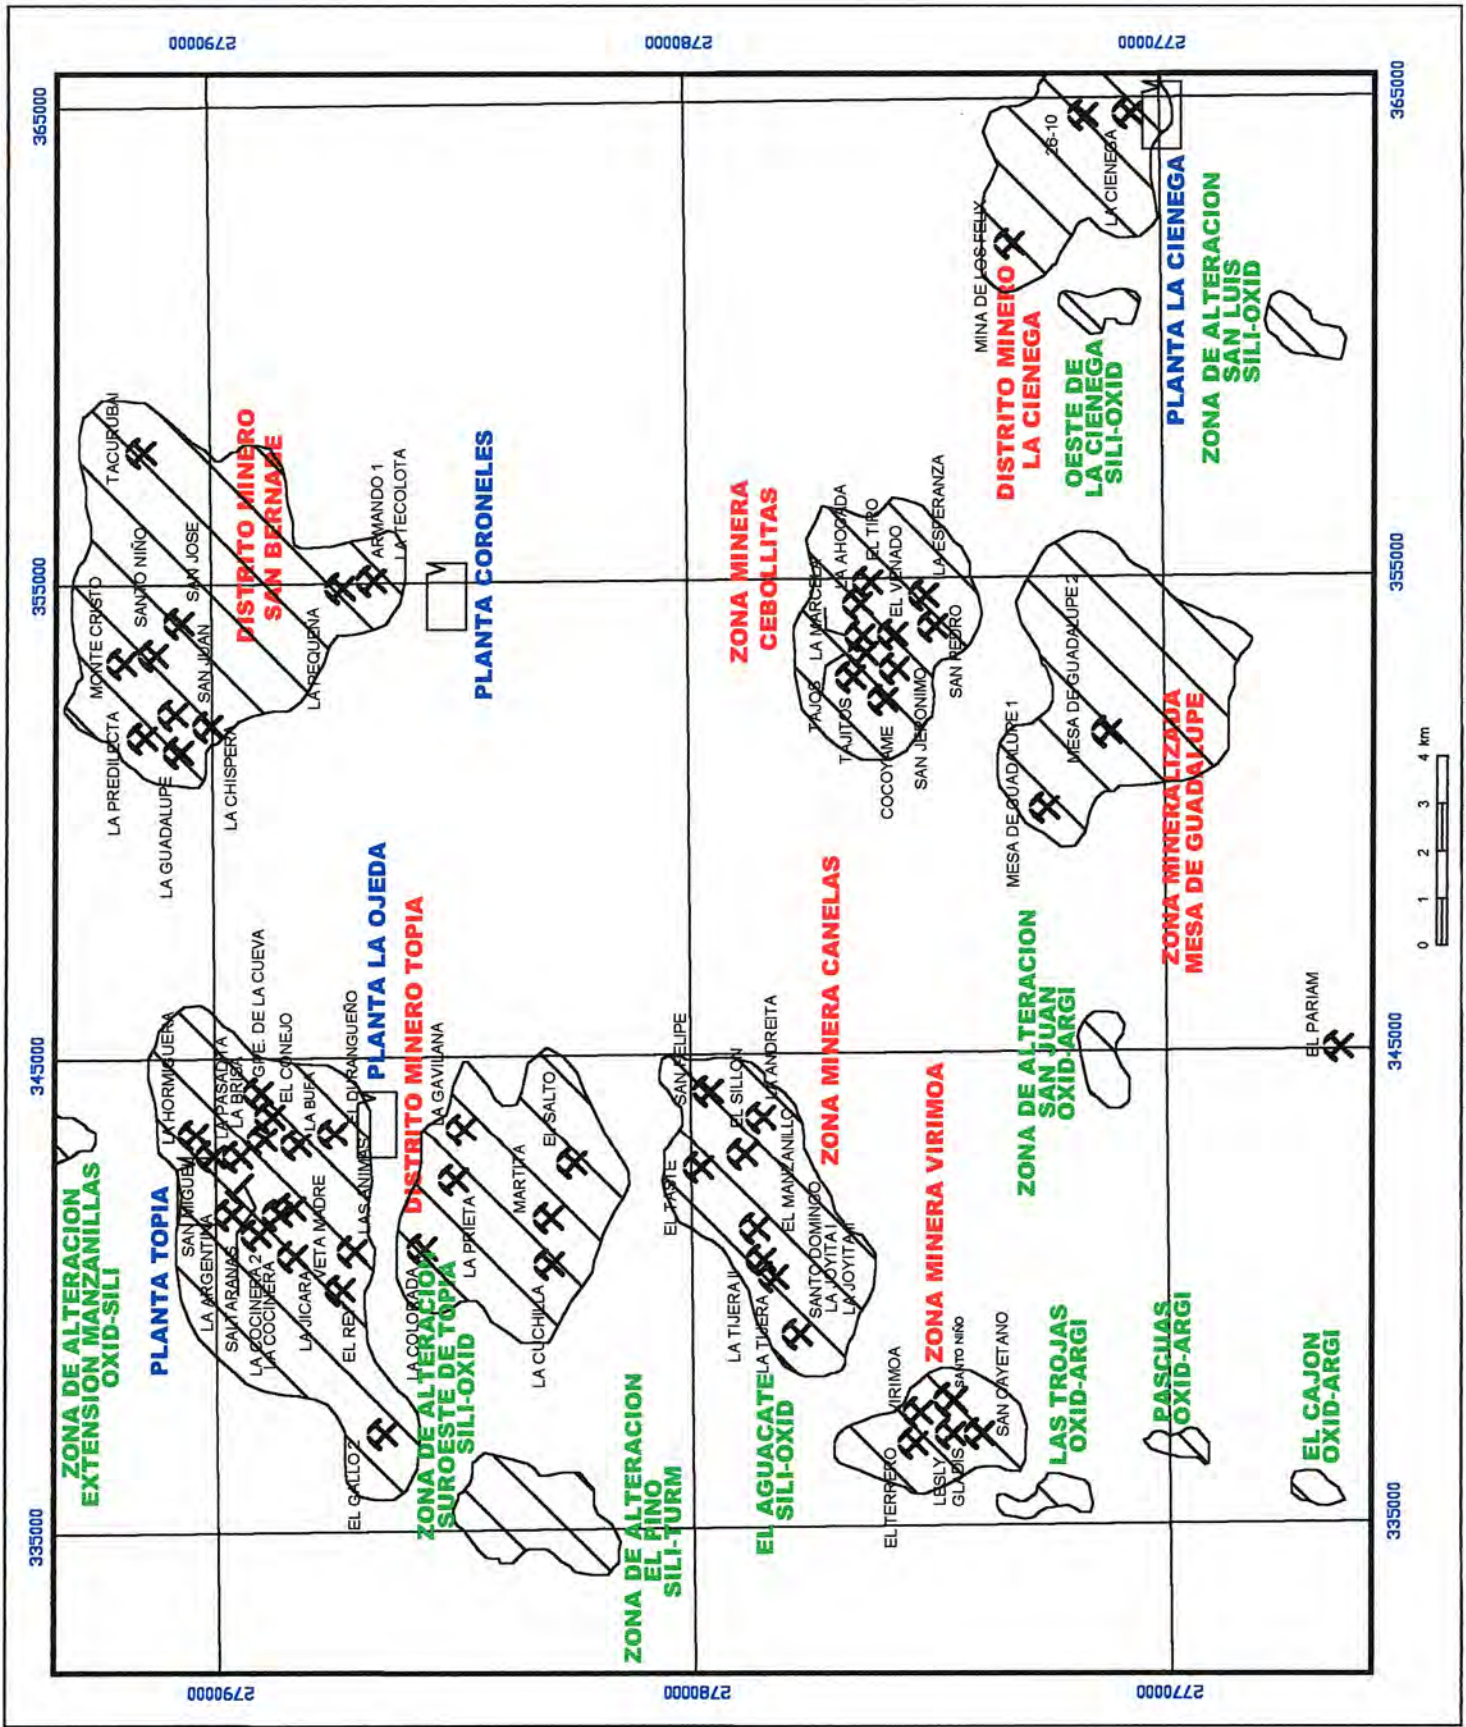 335000
345000
355000
365000
2790000
2790000
ZONA DE ALTERACION
EXTENSION MANZANILLAS
OXID-SILI
PLANTA TOPIA
LA HORMIGUERA
SAN MIGUEL
LA PASADITA
LA BRISA
GPE. DE LA CUEVA
EL CONEJO
LA BUFA
EL DURANGUEÑO
LA ARGENTINA
SALTARANAS
LA COCINERA 2
LA COCINERA
LA JICARA
VETA MADRE
EL REY
LAS ANIMAS
EL GALLO 2
PLANTA LA OJEDA
DISTRITO MINERO TOPIA
LA COLORADA
LA GAVILANA
LA PRIETA
MARTITA
EL SALTO
LA CUCHILLA
ZONA DE ALTERACION
SUROESTE DE TOPIA
SILI-OXID
MONTE CRISTO
TACURUBAI
SANTO NIÑO
SAN JOSE
LA PREDILECTA
SAN JUAN
LA GUADALUPE
LA CHISPERA
DISTRITO MINERO
SAN BERNABE
LA PEQUEÑA
ARMANDO 1
LA TECOLOTA
PLANTA CORONELES
2780000
2780000
ZONA DE ALTERACION
EL PINO
SILI-TURM
SAN FELIPE
EL TASTE
EL SILLON
LA ANDREITA
EL MANZANILLO
LA TIJERA II
LA TIJERA
SANTO DOMINGO
LA JOYITA I
LA JOYITA II
EL AGUACATE
SILI-OXID
ZONA MINERA CANELAS
ZONA MINERA
CEBOLLITAS
TAJOS
LA MARCELA
LA AHOGADA
EL TIRO
TAJITOS
EL VENADO
LA ESPERANZA
COCOYAME
SAN JERONIMO
SAN PEDRO
EL TERRERO
VIRIMOA
LESLY
GLADIS
SANTO NIÑO
SAN CAYETANO
ZONA MINERA VIRIMOA
MINA DE LOS FELIX
26-10
LA CIENEGA
DISTRITO MINERO
LA CIENEGA
OESTE DE
LA CIENEGA
SILI-OXID
MESA DE GUADALUPE 1
MESA DE GUADALUPE 2
ZONA DE ALTERACION
SAN JUAN
OXID-ARGI
LAS TROJAS
OXID-ARGI
2770000
2770000
PASCUAS
OXID-ARGI
ZONA MINERALIZADA
MESA DE GUADALUPE
PLANTA LA CIENEGA
ZONA DE ALTERACION
SAN LUIS
SILI-OXID
EL CAJON
OXID-ARGI
EL PARIAM
335000
345000
355000
365000
0 1 2 3 4 km